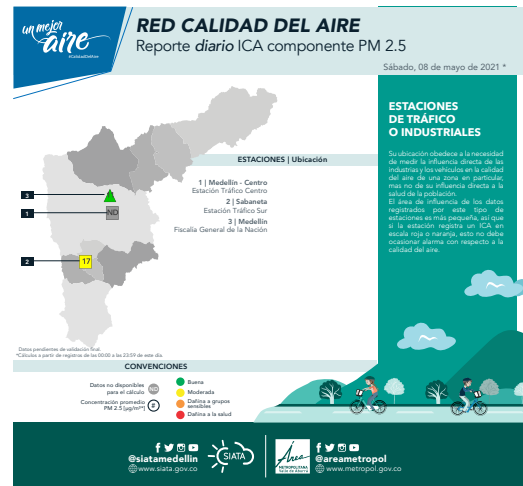 un mejor
aire
#CalidadDelAire
RED CALIDAD DEL AIRE
Reporte diario ICA componente PM 2.5
Sábado, 08 de mayo de 2021 *
ESTACIONES | Ubicación
1 | Medellín - Centro
Estación Tráfico Centro
2 | Sabaneta
Estación Tráfico Sur
3 | Medellín
Fiscalía General de la Nación
3
1
ND
2
17
ESTACIONES
DE TRÁFICO
O INDUSTRIALES
Su ubicación obedece a la necesidad
de medir la influencia directa de las
industrias y los vehículos en la calidad
del aire de una zona en particular,
mas no de su influencia directa a la
salud de la población.
El área de influencia de los datos
registrados por este tipo de
estaciones es más pequeña, así que
si la estación registra un ICA en
escala roja o naranja, esto no debe
ocasionar alarma con respecto a la
calidad del aire.
Datos pendientes de validación final.
*Cálculos a partir de registros de las 00:00 a las 23:59 de este día.
CONVENCIONES
Datos no disponibles
para el cálculo
ND
Concentración promedio
PM 2.5 [µg/m³*]
#
Buena
Moderada
Dañina a grupos
sensibles
Dañina a la salud
@siatamedellin
www.siata.gov.co
SIATA
Área
METROPOLITANA
Valle de Aburrá
@areametropol
www.metropol.gov.co